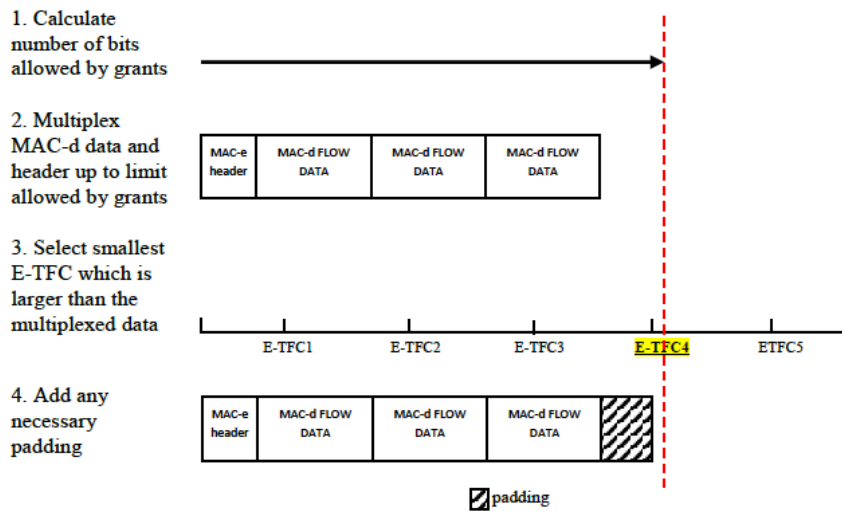 1. Calculate
number of bits
allowed by grants
2. Multiplex
MAC-d data and
header up to limit
allowed by grants
MAC-e
header
MAC-d FLOW
DATA
MAC-d FLOW
DATA
MAC-d FLOW
DATA
3. Select smallest
E-TFC which is
larger than the
multiplexed data
E-TFC1 E-TFC2 E-TFC3 E-TFC4 ETFC5
4. Add any
necessary
padding
MAC-e
header
MAC-d FLOW
DATA
MAC-d FLOW
DATA
MAC-d FLOW
DATA
padding